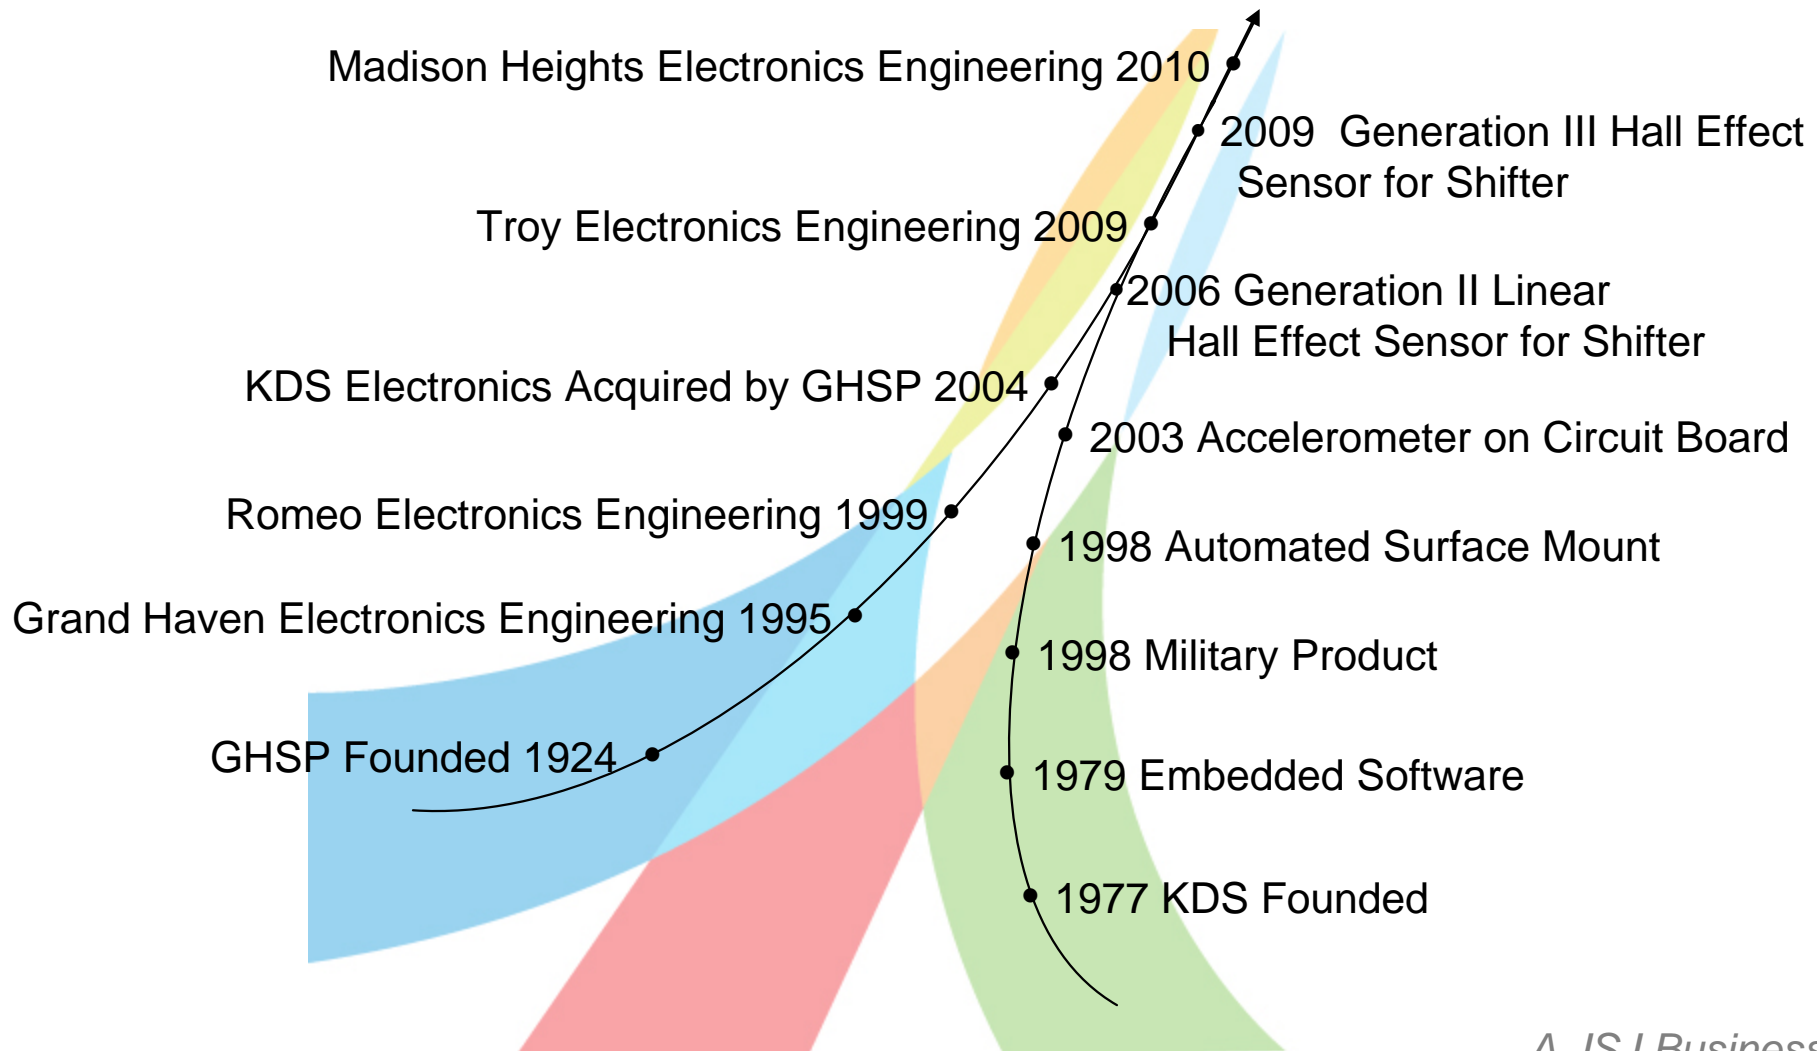 Madison Heights Electronics Engineering 2010
2009 Generation III Hall Effect
Sensor for Shifter
Troy Electronics Engineering 2009
2006 Generation II Linear
Hall Effect Sensor for Shifter
KDS Electronics Acquired by GHSP 2004
2003 Accelerometer on Circuit Board
Romeo Electronics Engineering 1999
1998 Automated Surface Mount
Grand Haven Electronics Engineering 1995
1998 Military Product
GHSP Founded 1924
1979 Embedded Software
1977 KDS Founded
A JSJ Business